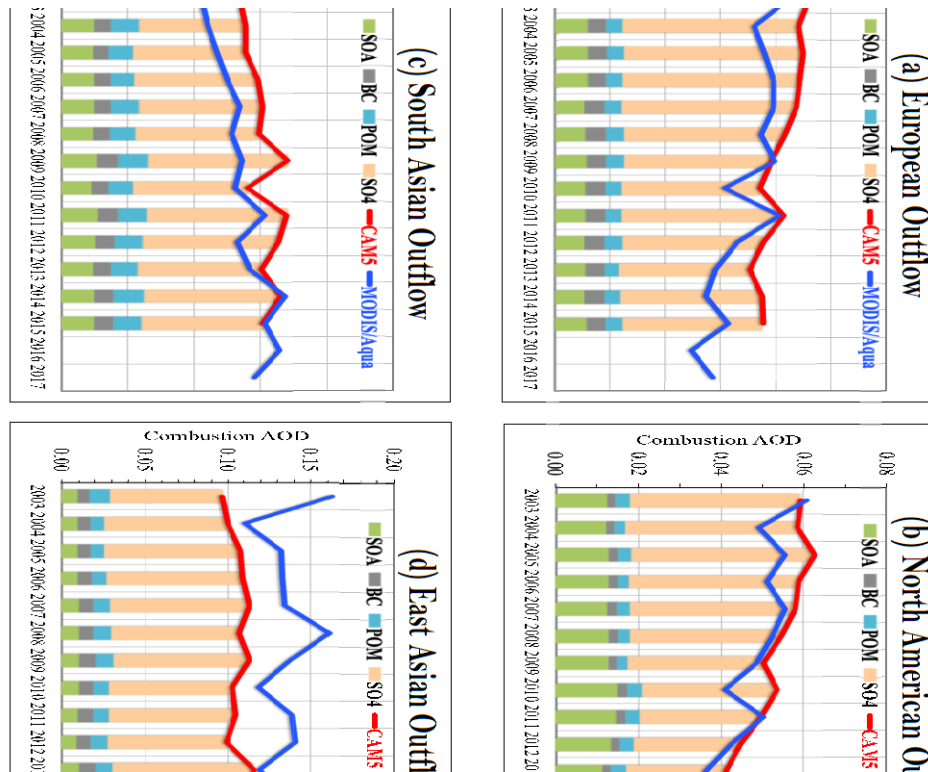 (a) European Outflow
SOA BC POM SO4 CAM5 MODIS/Aqua
2004 2005 2006 2007 2008 2009 2010 2011 2012 2013 2014 2015 2016 2017
(b) North American
SOA BC POM SO4 CAM5
Combustion AOD
0.00 0.02 0.04 0.06 0.08
2003 2004 2005 2006 2007 2008 2009 2010 2011 2012 20
(c) South Asian Outflow
SOA BC POM SO4 CAM5 MODIS/Aqua
2004 2005 2006 2007 2008 2009 2010 2011 2012 2013 2014 2015 2016 2017
(d) East Asian
SOA BC POM SO4 CAM5
Combustion AOD
0.00 0.05 0.10 0.15 0.20
2003 2004 2005 2006 2007 2008 2009 2010 2011 2012